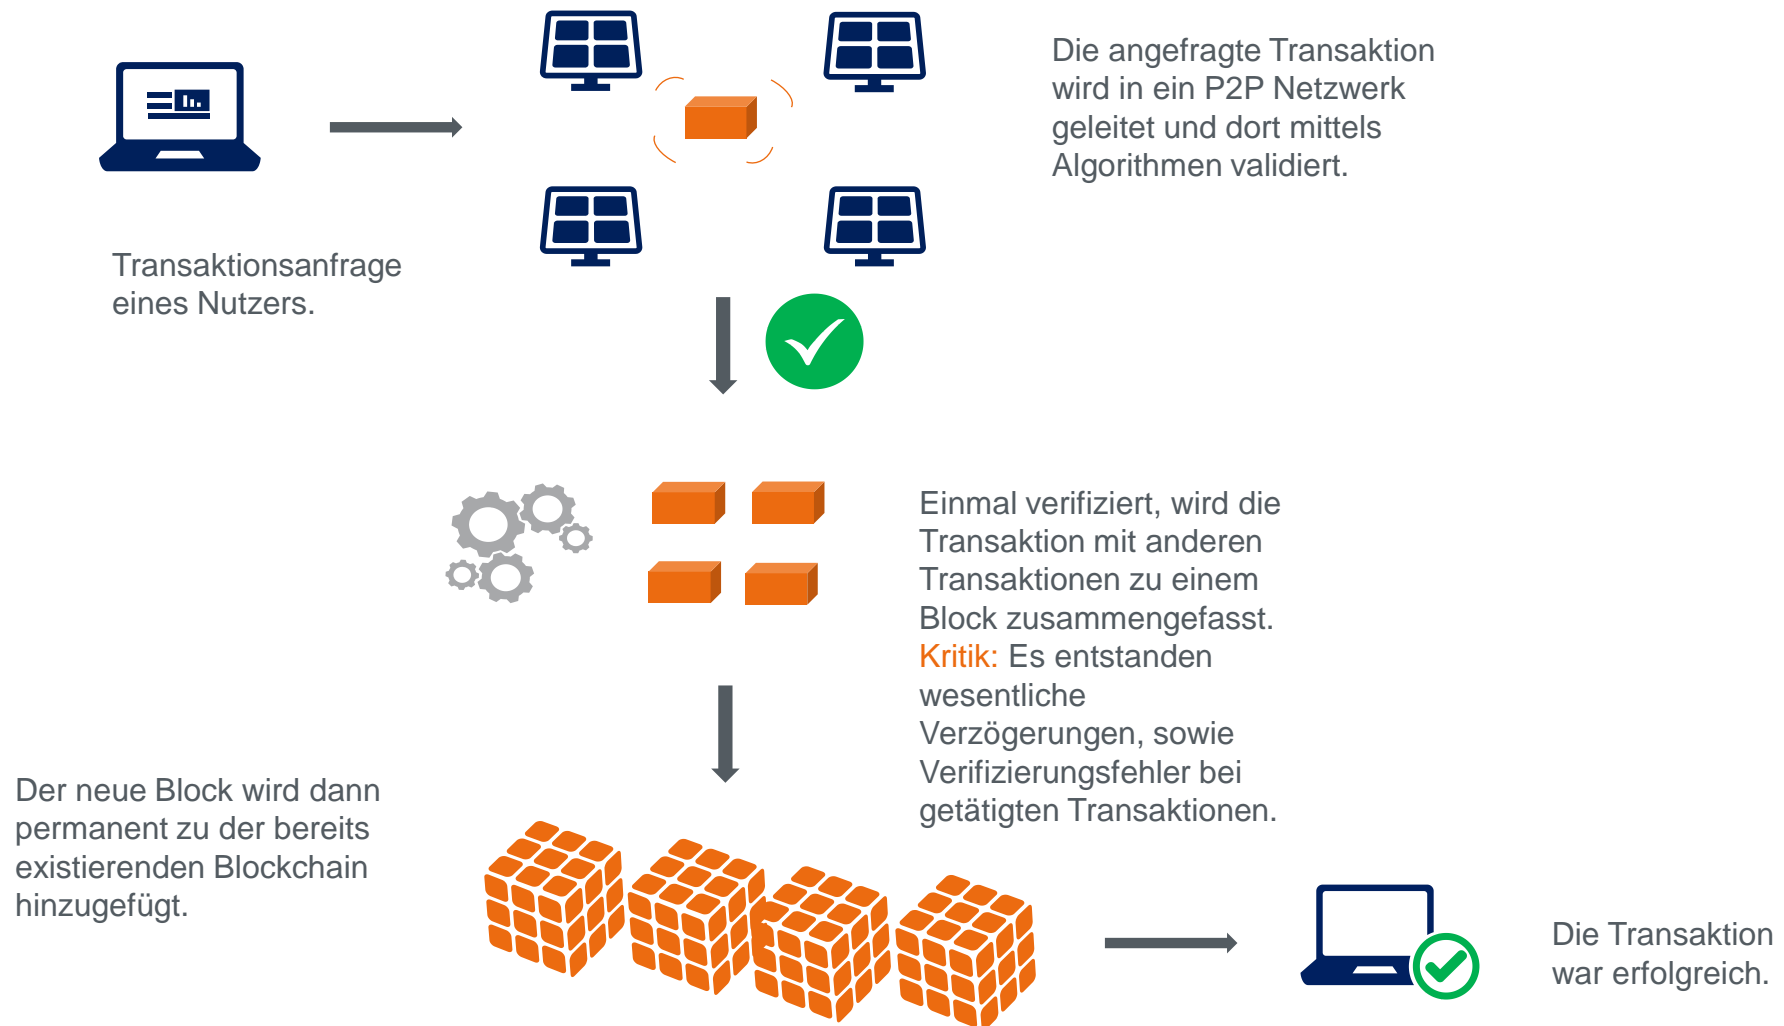 Transaktionsanfrage
eines Nutzers.
Die angefragte Transaktion
wird in ein P2P Netzwerk
geleitet und dort mittels
Algorithmen validiert.
Einmal verifiziert, wird die
Transaktion mit anderen
Transaktionen zu einem
Block zusammengefasst.
Kritik: Es entstanden
wesentliche
Verzögerungen, sowie
Verifizierungsfehler bei
getätigten Transaktionen.
Der neue Block wird dann
permanent zu der bereits
existierenden Blockchain
hinzugefügt.
Die Transaktion
war erfolgreich.